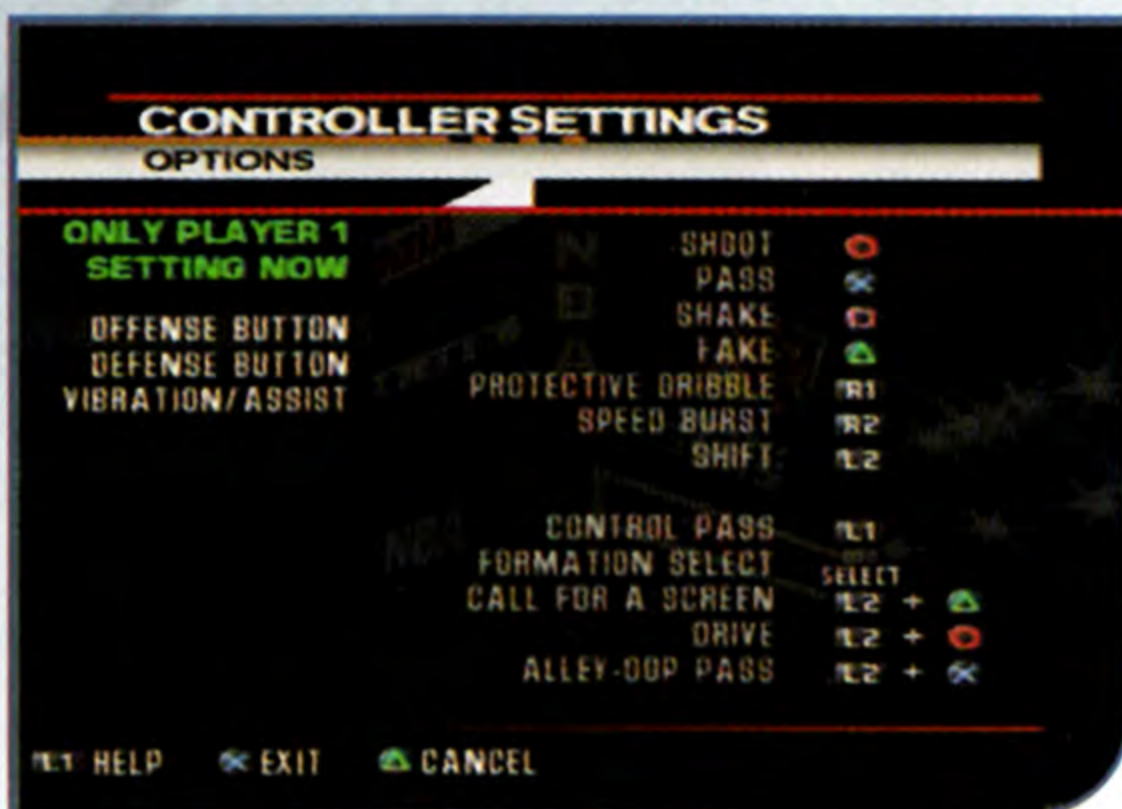 CONTROLLER SETTINGS
OPTIONS
ONLY PLAYER 1
SETTING NOW
OFFENSE BUTTON
DEFENSE BUTTON
VIBRATION/ASSIST
SHOOT
PASS
SHAKE
FAKE
PROTECTIVE DRIBBLE R1
SPEED BURST R2
SHIFT L2
CONTROL PASS L1
FORMATION SELECT SELECT
CALL FOR A SCREEN L2 +
DRIVE L2 +
ALLEY-OOP PASS L2 +
L1 HELP EXIT CANCEL
NBA